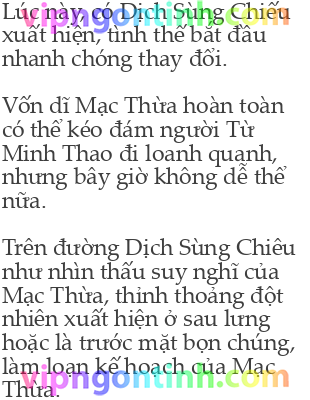 Lúc này, có Dịch Sùng Chiếu
xuất hiện, tình thế bắt đầu
nhanh chóng thay đổi.
Vốn dĩ Mạc Thừa hoàn toàn
có thể kéo đám người Từ
Minh Thao đi loanh quanh,
nhưng bây giờ không dễ thế
nữa.
Trên đường Dịch Sùng Chiêu
như nhìn thấu suy nghĩ của
Mạc Thừa, thỉnh thoảng đột
nhiên xuất hiện ở sau lưng
hoặc là trước mặt bọn chúng,
làm loạn kế hoạch của Mạc
Thừa.
vipngontinh.com
vipngontinh.com